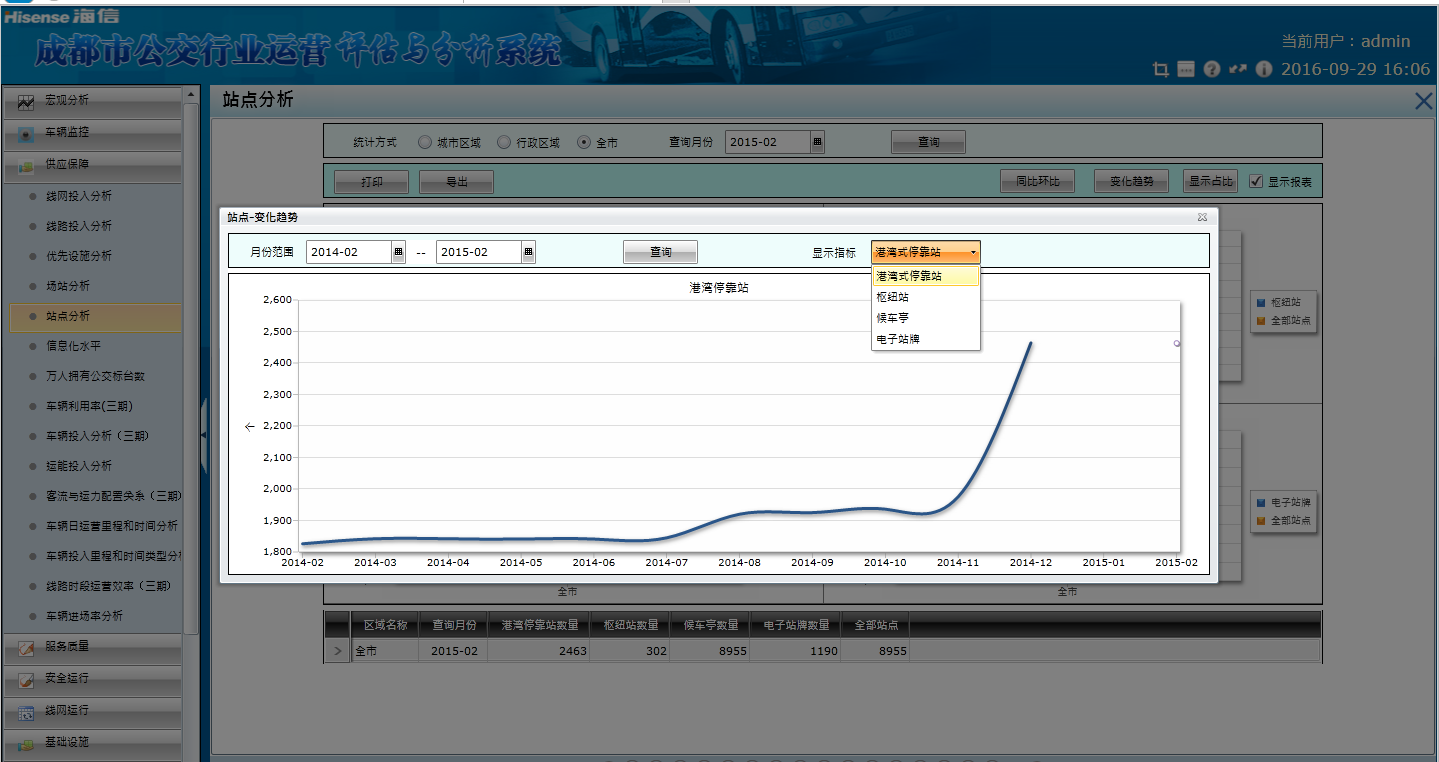 Hisense 海信
成都市公交行业运营评估与分析系统
当前用户：admin
2016-09-29 16:06
宏观分析
车辆监控
供应保障
线网投入分析
线路投入分析
优先设施分析
场站分析
站点分析
信息化水平
万人拥有公交标台数
车辆利用率(三期)
车辆投入分析（三期）
运能投入分析
客流与运力配置关系（三期）
车辆日运营里程和时间分析
车辆投入里程和时间类型分
线路时段运营效率（三期）
车辆进场率分析
服务质量
安全运行
线网运行
基础设施
站点分析
统计方式 城市区域 行政区域 全市 查询月份 2015-02 查询
打印 导出 同比环比 变化趋势 显示占比 显示报表
站点-变化趋势
月份范围 2014-02 -- 2015-02 查询 显示指标 港湾式停靠站
港湾式停靠站
枢纽站
候车亭
电子站牌
港湾停靠站
2,600
2,500
2,400
2,300
2,200
2,100
2,000
1,900
1,800
2014-02 2014-03 2014-04 2014-05 2014-06 2014-07 2014-08 2014-09 2014-10 2014-11 2014-12 2015-01 2015-02
枢纽站
全部站点
电子站牌
全部站点
全市 全市
区域名称 查询月份 港湾停靠站数量 枢纽站数量 候车亭数量 电子站牌数量 全部站点
全市 2015-02 2463 302 8955 1190 8955